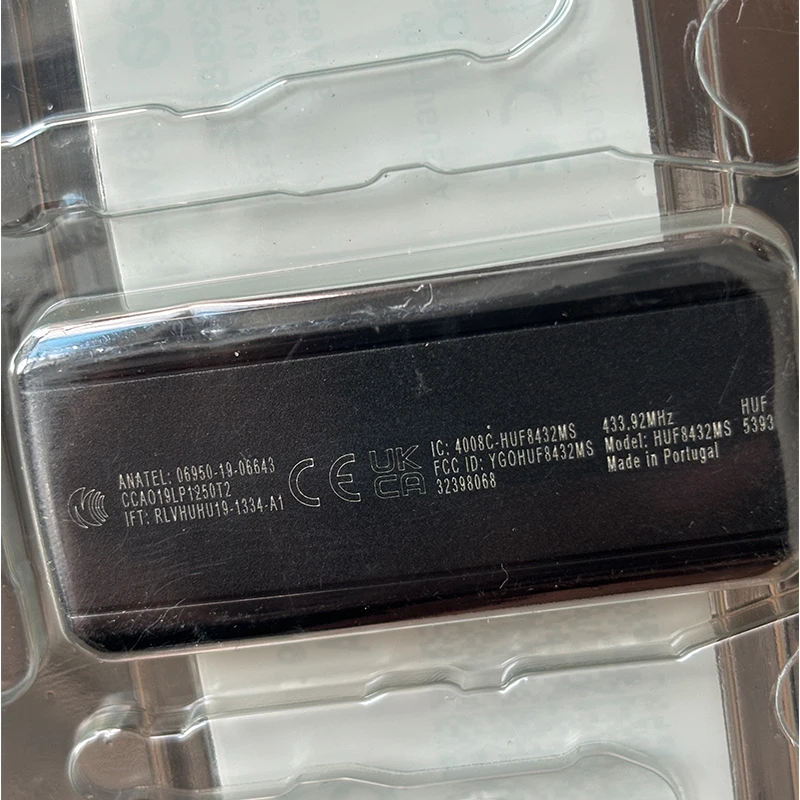 ANATEL: 06950-19-06643
CCAO19LP1250T2
IFT: RLVHUHU19-1334-A1
CE
UK
CA
IC: 4008C-HUF8432MS
FCC ID: YGOHUF8432MS
32398068
433.92MHz
Model: HUF8432MS
Made in Portugal
HUF
5393